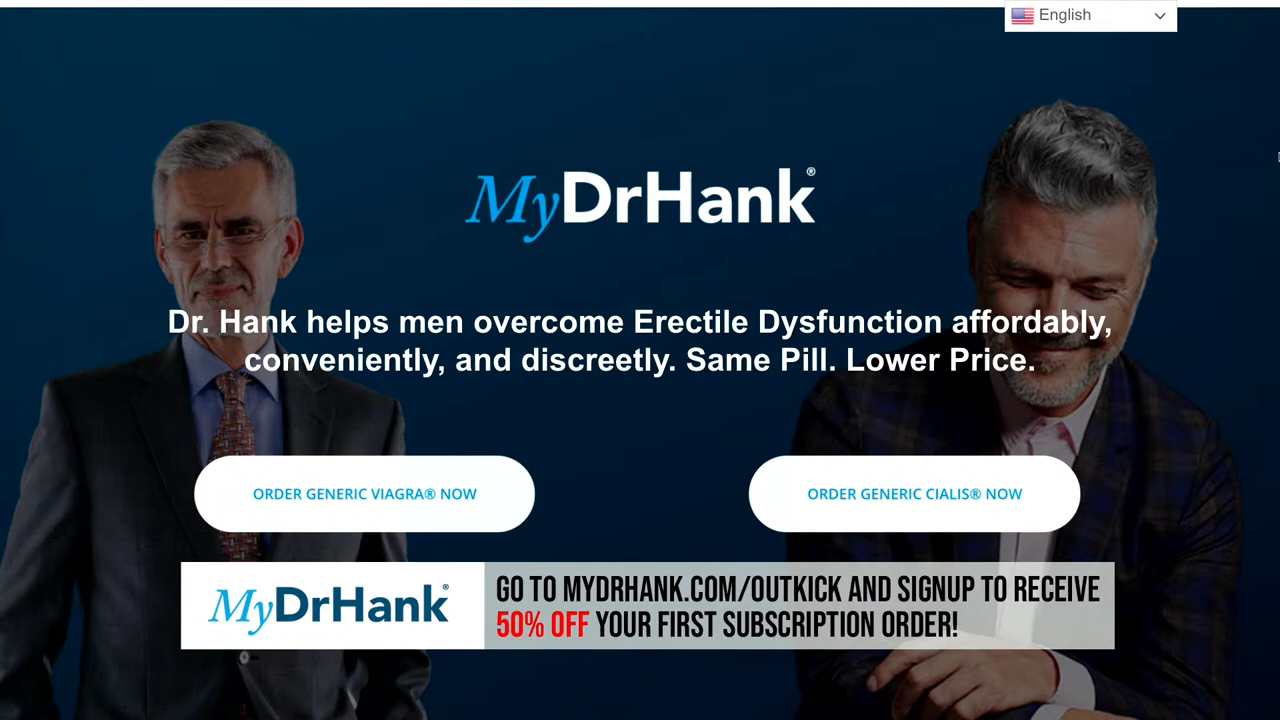 English
MyDrHank®
Dr. Hank helps men overcome Erectile Dysfunction affordably,
conveniently, and discreetly. Same Pill. Lower Price.
ORDER GENERIC VIAGRA® NOW
ORDER GENERIC CIALIS® NOW
MyDrHank®
GO TO MYDRHANK.COM/OUTKICK AND SIGNUP TO RECEIVE
50% OFF YOUR FIRST SUBSCRIPTION ORDER!